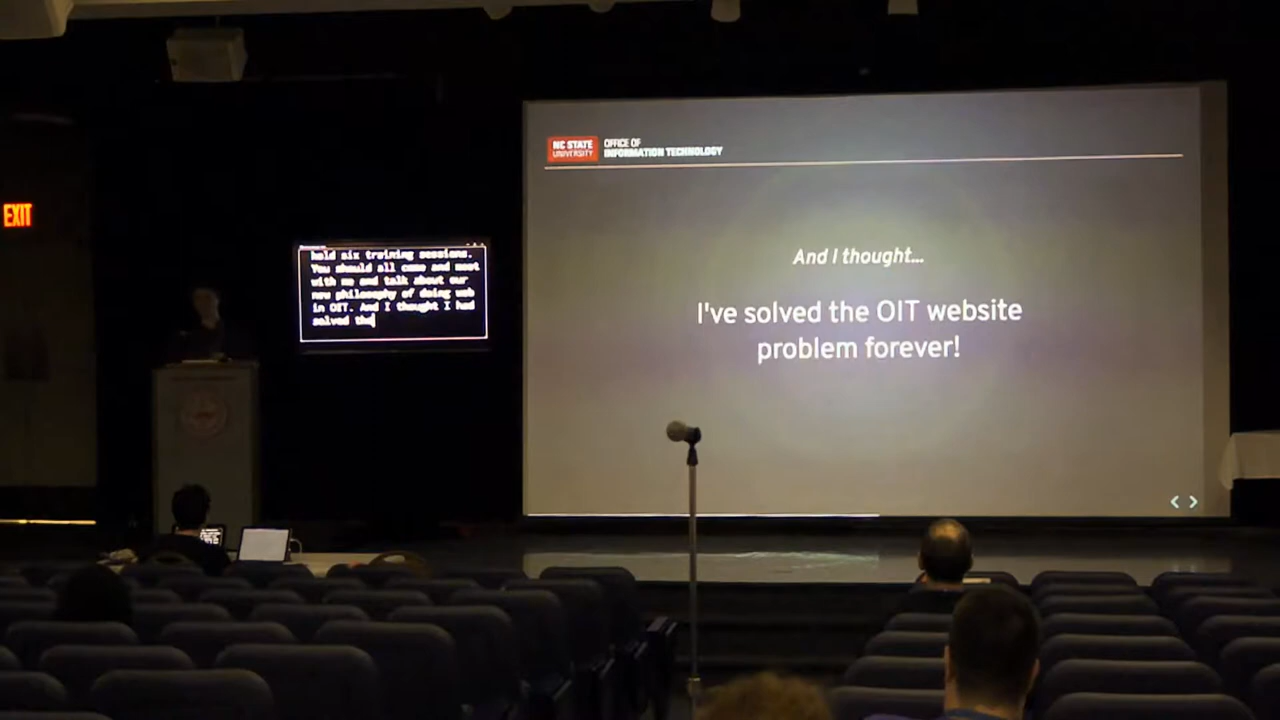 EXIT
hold six training sessions.
You should all come and meet
with me and talk about our
new philosophy of doing web
in OIT. And I thought I had
solved the
NC STATE
UNIVERSITY
OFFICE OF
INFORMATION TECHNOLOGY
And I thought...
I've solved the OIT website
problem forever!